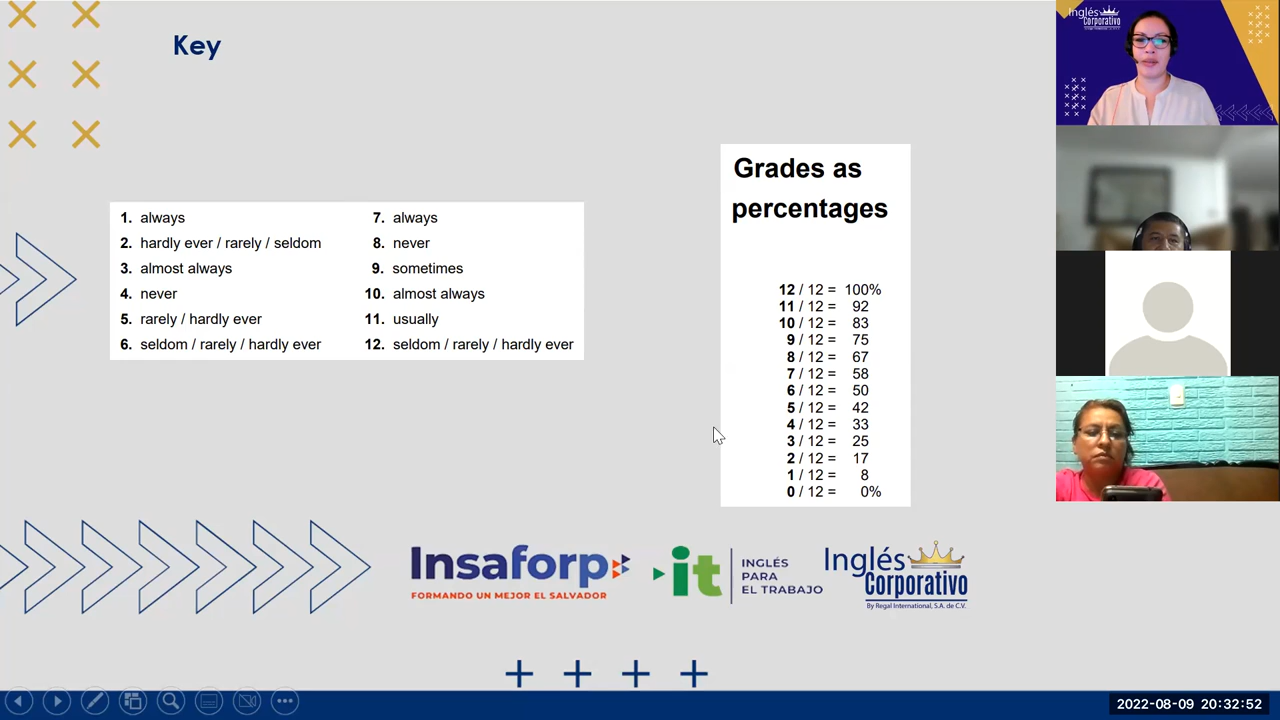 Key
1. always
2. hardly ever / rarely / seldom
3. almost always
4. never
5. rarely / hardly ever
6. seldom / rarely / hardly ever
7. always
8. never
9. sometimes
10. almost always
11. usually
12. seldom / rarely / hardly ever
Grades as
percentages
12 / 12 = 100%
11 / 12 = 92
10 / 12 = 83
9 / 12 = 75
8 / 12 = 67
7 / 12 = 58
6 / 12 = 50
5 / 12 = 42
4 / 12 = 33
3 / 12 = 25
2 / 12 = 17
1 / 12 = 8
0 / 12 = 0%
Insaforp
FORMANDO UN MEJOR EL SALVADOR
it
INGLÉS
PARA
EL TRABAJO
Inglés
Corporativo
By Regal International, S.A. de C.V.
Inglés
Corporativo
2022-08-09 20:32:52